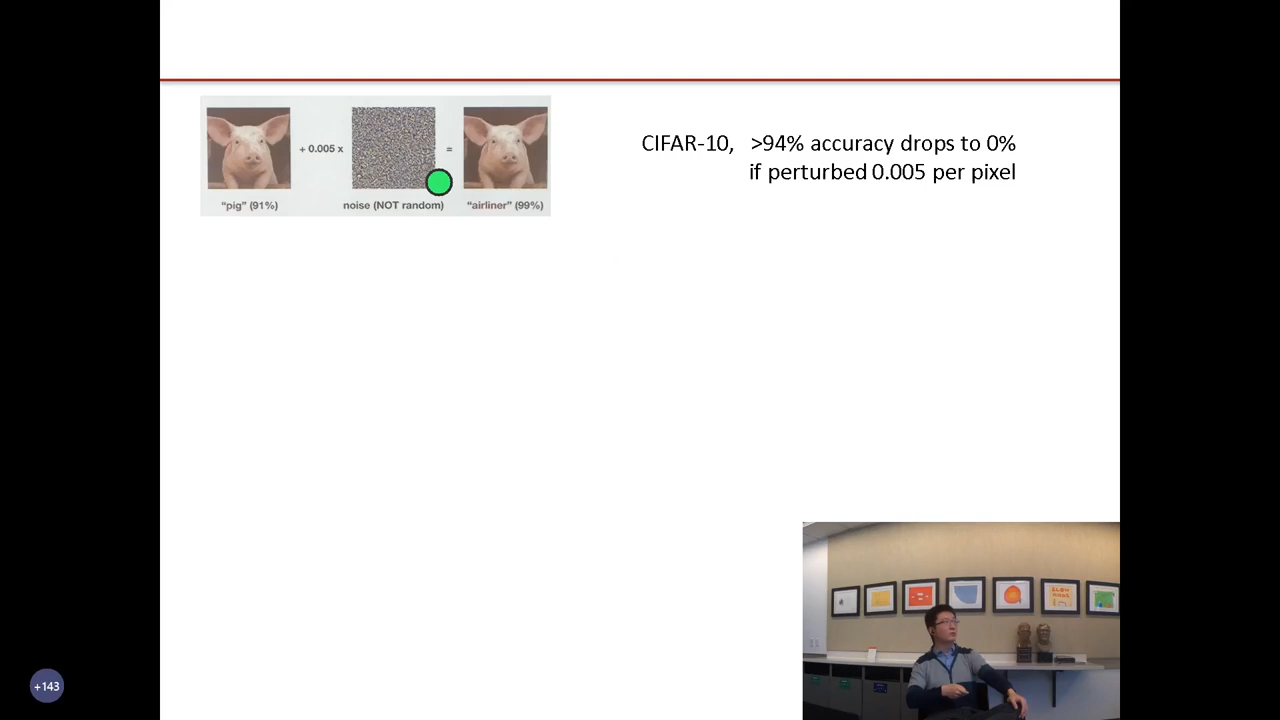 + 0.005 x
=
"pig" (91%)
noise (NOT random)
"airliner" (99%)
CIFAR-10, >94% accuracy drops to 0%
if perturbed 0.005 per pixel
+143